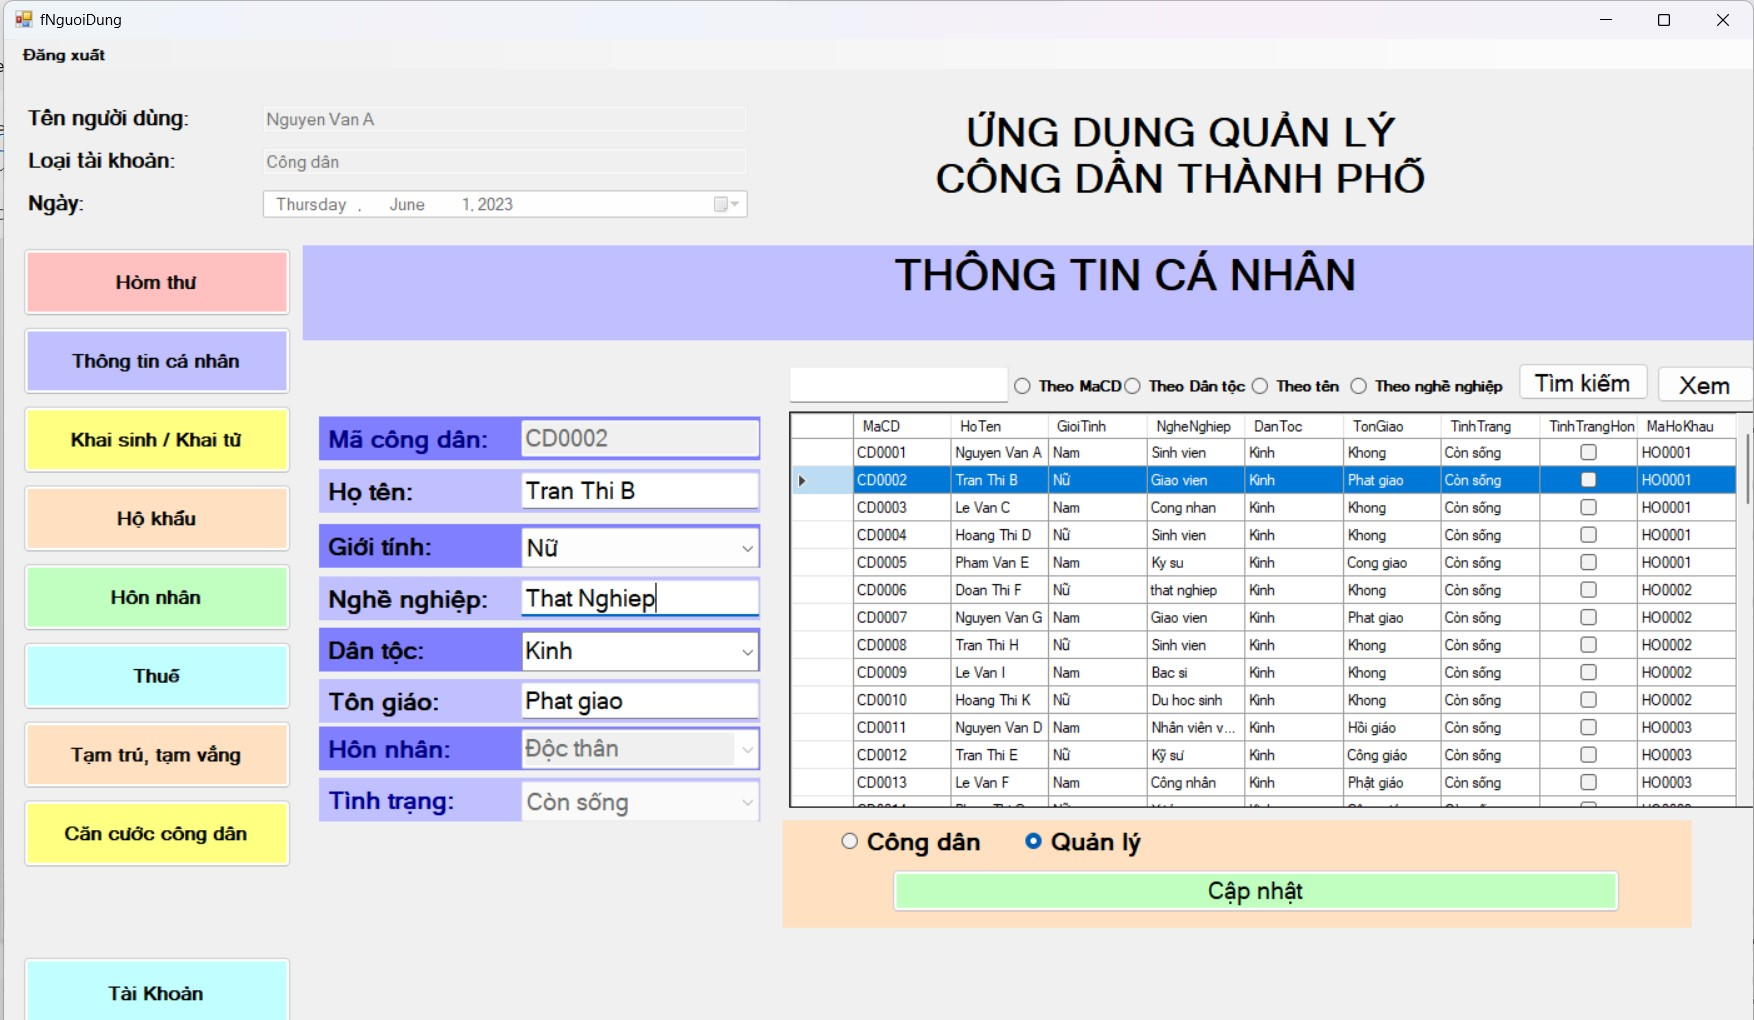 fNguoiDung
Đăng xuất
Tên người dùng: Nguyen Van A
Loại tài khoản: Công dân
Ngày: Thursday , June 1, 2023
ỨNG DỤNG QUẢN LÝ
CÔNG DÂN THÀNH PHỐ
THÔNG TIN CÁ NHÂN
Hòm thư
Thông tin cá nhân
Khai sinh / Khai tử
Hộ khẩu
Hôn nhân
Thuế
Tạm trú, tạm vắng
Căn cước công dân
Tài Khoản
Mã công dân: CD0002
Họ tên: Tran Thi B
Giới tính: Nữ
Nghề nghiệp: That Nghiep
Dân tộc: Kinh
Tôn giáo: Phat giao
Hôn nhân: Độc thân
Tình trạng: Còn sống
Theo MaCD Theo Dân tộc Theo tên Theo nghề nghiệp Tìm kiếm Xem
MaCD HoTen GioiTinh NgheNghiep DanToc TonGiao TinhTrang TinhTrangHon MaHoKhau
CD0001 Nguyen Van A Nam Sinh vien Kinh Khong Còn sống HO0001
CD0002 Tran Thi B Nữ Giao vien Kinh Phat giao Còn sống HO0001
CD0003 Le Van C Nam Cong nhan Kinh Khong Còn sống HO0001
CD0004 Hoang Thi D Nữ Sinh vien Kinh Khong Còn sống HO0001
CD0005 Pham Van E Nam Ky su Kinh Cong giao Còn sống HO0001
CD0006 Doan Thi F Nữ that nghiep Kinh Khong Còn sống HO0002
CD0007 Nguyen Van G Nam Giao vien Kinh Phat giao Còn sống HO0002
CD0008 Tran Thi H Nữ Sinh vien Kinh Khong Còn sống HO0002
CD0009 Le Van I Nam Bac si Kinh Khong Còn sống HO0002
CD0010 Hoang Thi K Nữ Du hoc sinh Kinh Khong Còn sống HO0002
CD0011 Nguyen Van D Nam Nhân viên v... Kinh Hồi giáo Còn sống HO0003
CD0012 Tran Thi E Nữ Kỹ sư Kinh Công giáo Còn sống HO0003
CD0013 Le Van F Nam Công nhân Kinh Phật giáo Còn sống HO0003
Công dân Quản lý
Cập nhật